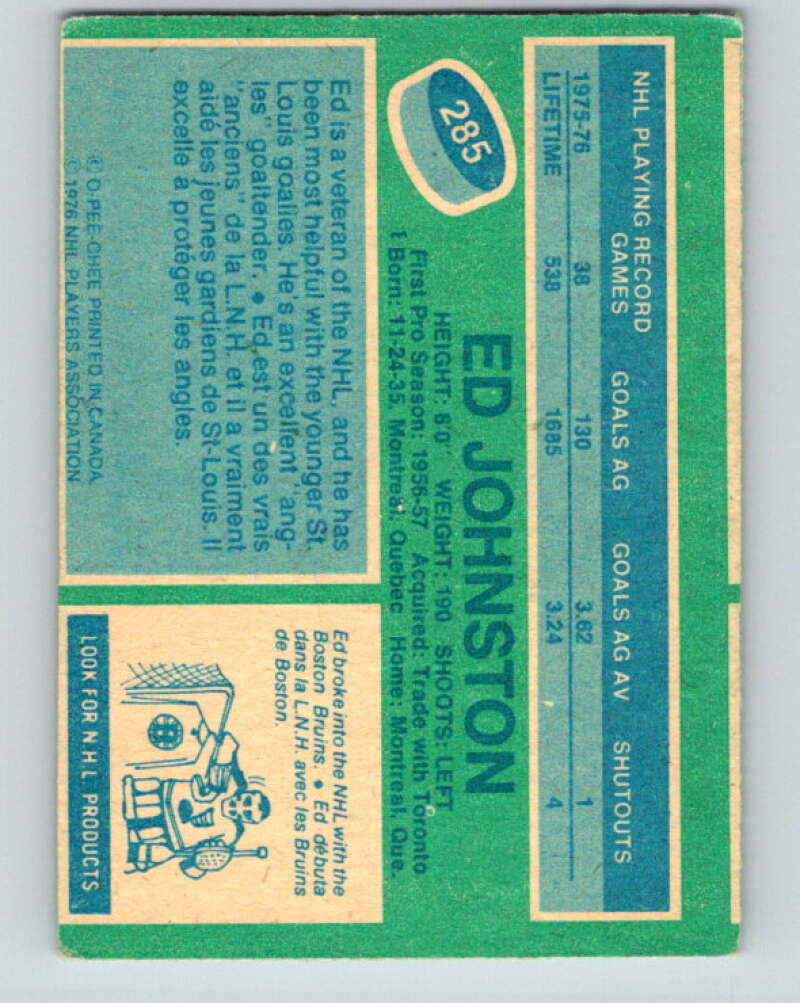 NHL PLAYING RECORD
GAMES GOALS AG GOALS AG AV SHUTOUTS
1975-76 38 130 3.62 1
LIFETIME 538 1685 3.24 4
285
ED JOHNSTON
HEIGHT: 6'0" WEIGHT: 190 SHOOTS: LEFT
First Pro Season: 1956-57 Acquired: Trade with Toronto
Born: 11-24-35, Montreal, Quebec Home: Montreal, Que.
Ed is a veteran of the NHL, and he has
been most helpful with the younger St.
Louis goalies. He's an excellent "ang-
les" goaltender. • Ed est un des vrais
"anciens" de la L.N.H. et il a vraiment
aidé les jeunes gardiens de St-Louis. Il
excelle à protéger les angles.
© O-PEE-CHEE PRINTED IN CANADA
© 1976 NHL PLAYERS ASSOCIATION
Ed broke into the NHL with the
Boston Bruins. • Ed débuta
dans la L.N.H. avec les Bruins
de Boston.
LOOK FOR N.H.L PRODUCTS